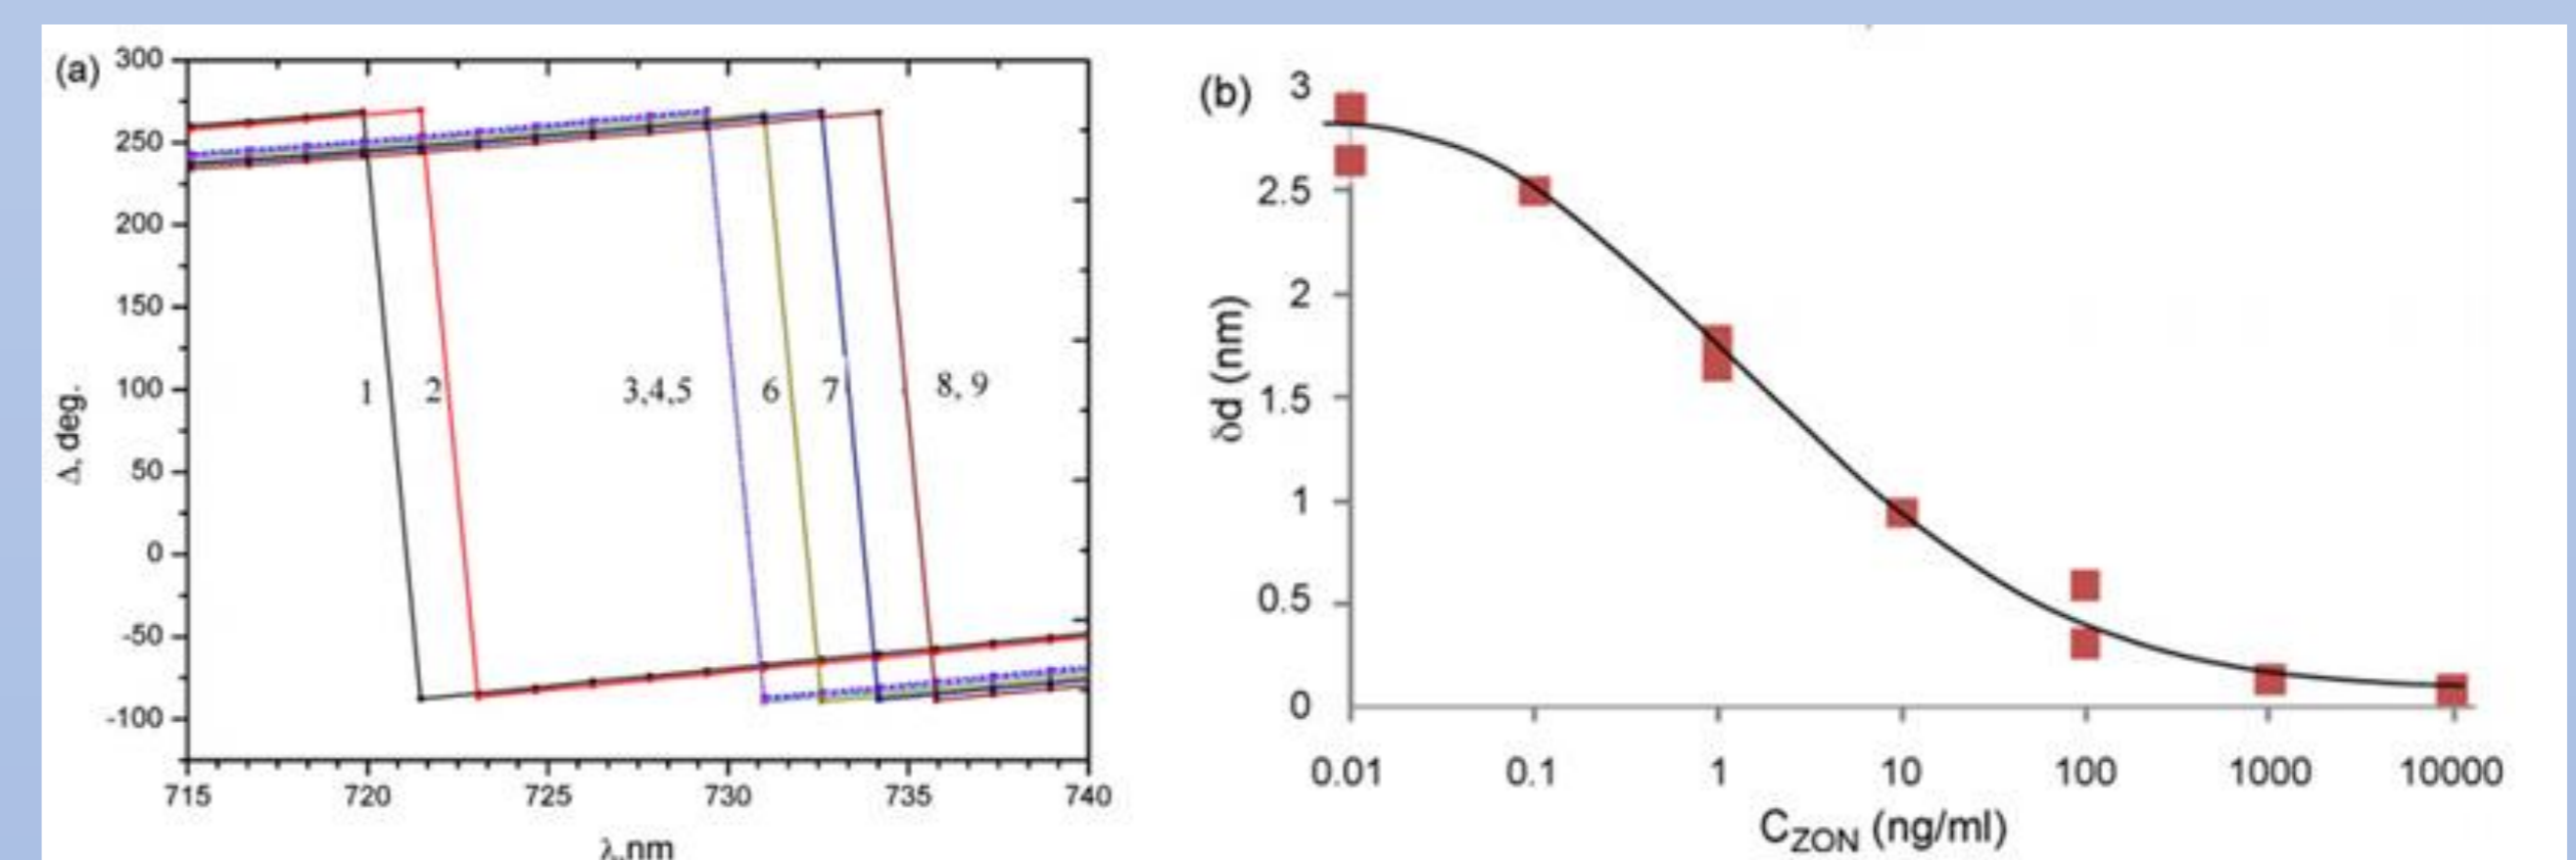 (a)
300
250
200
150
100
50
0
-50
-100
Δ, deg.
1
2
3,4,5
6
7
8, 9
715 720 725 730 735 740
λ,nm
(b)
3
2.5
2
1.5
1
0.5
0
δd (nm)
0.01 0.1 1 10 100 1000 10000
CZON (ng/ml)